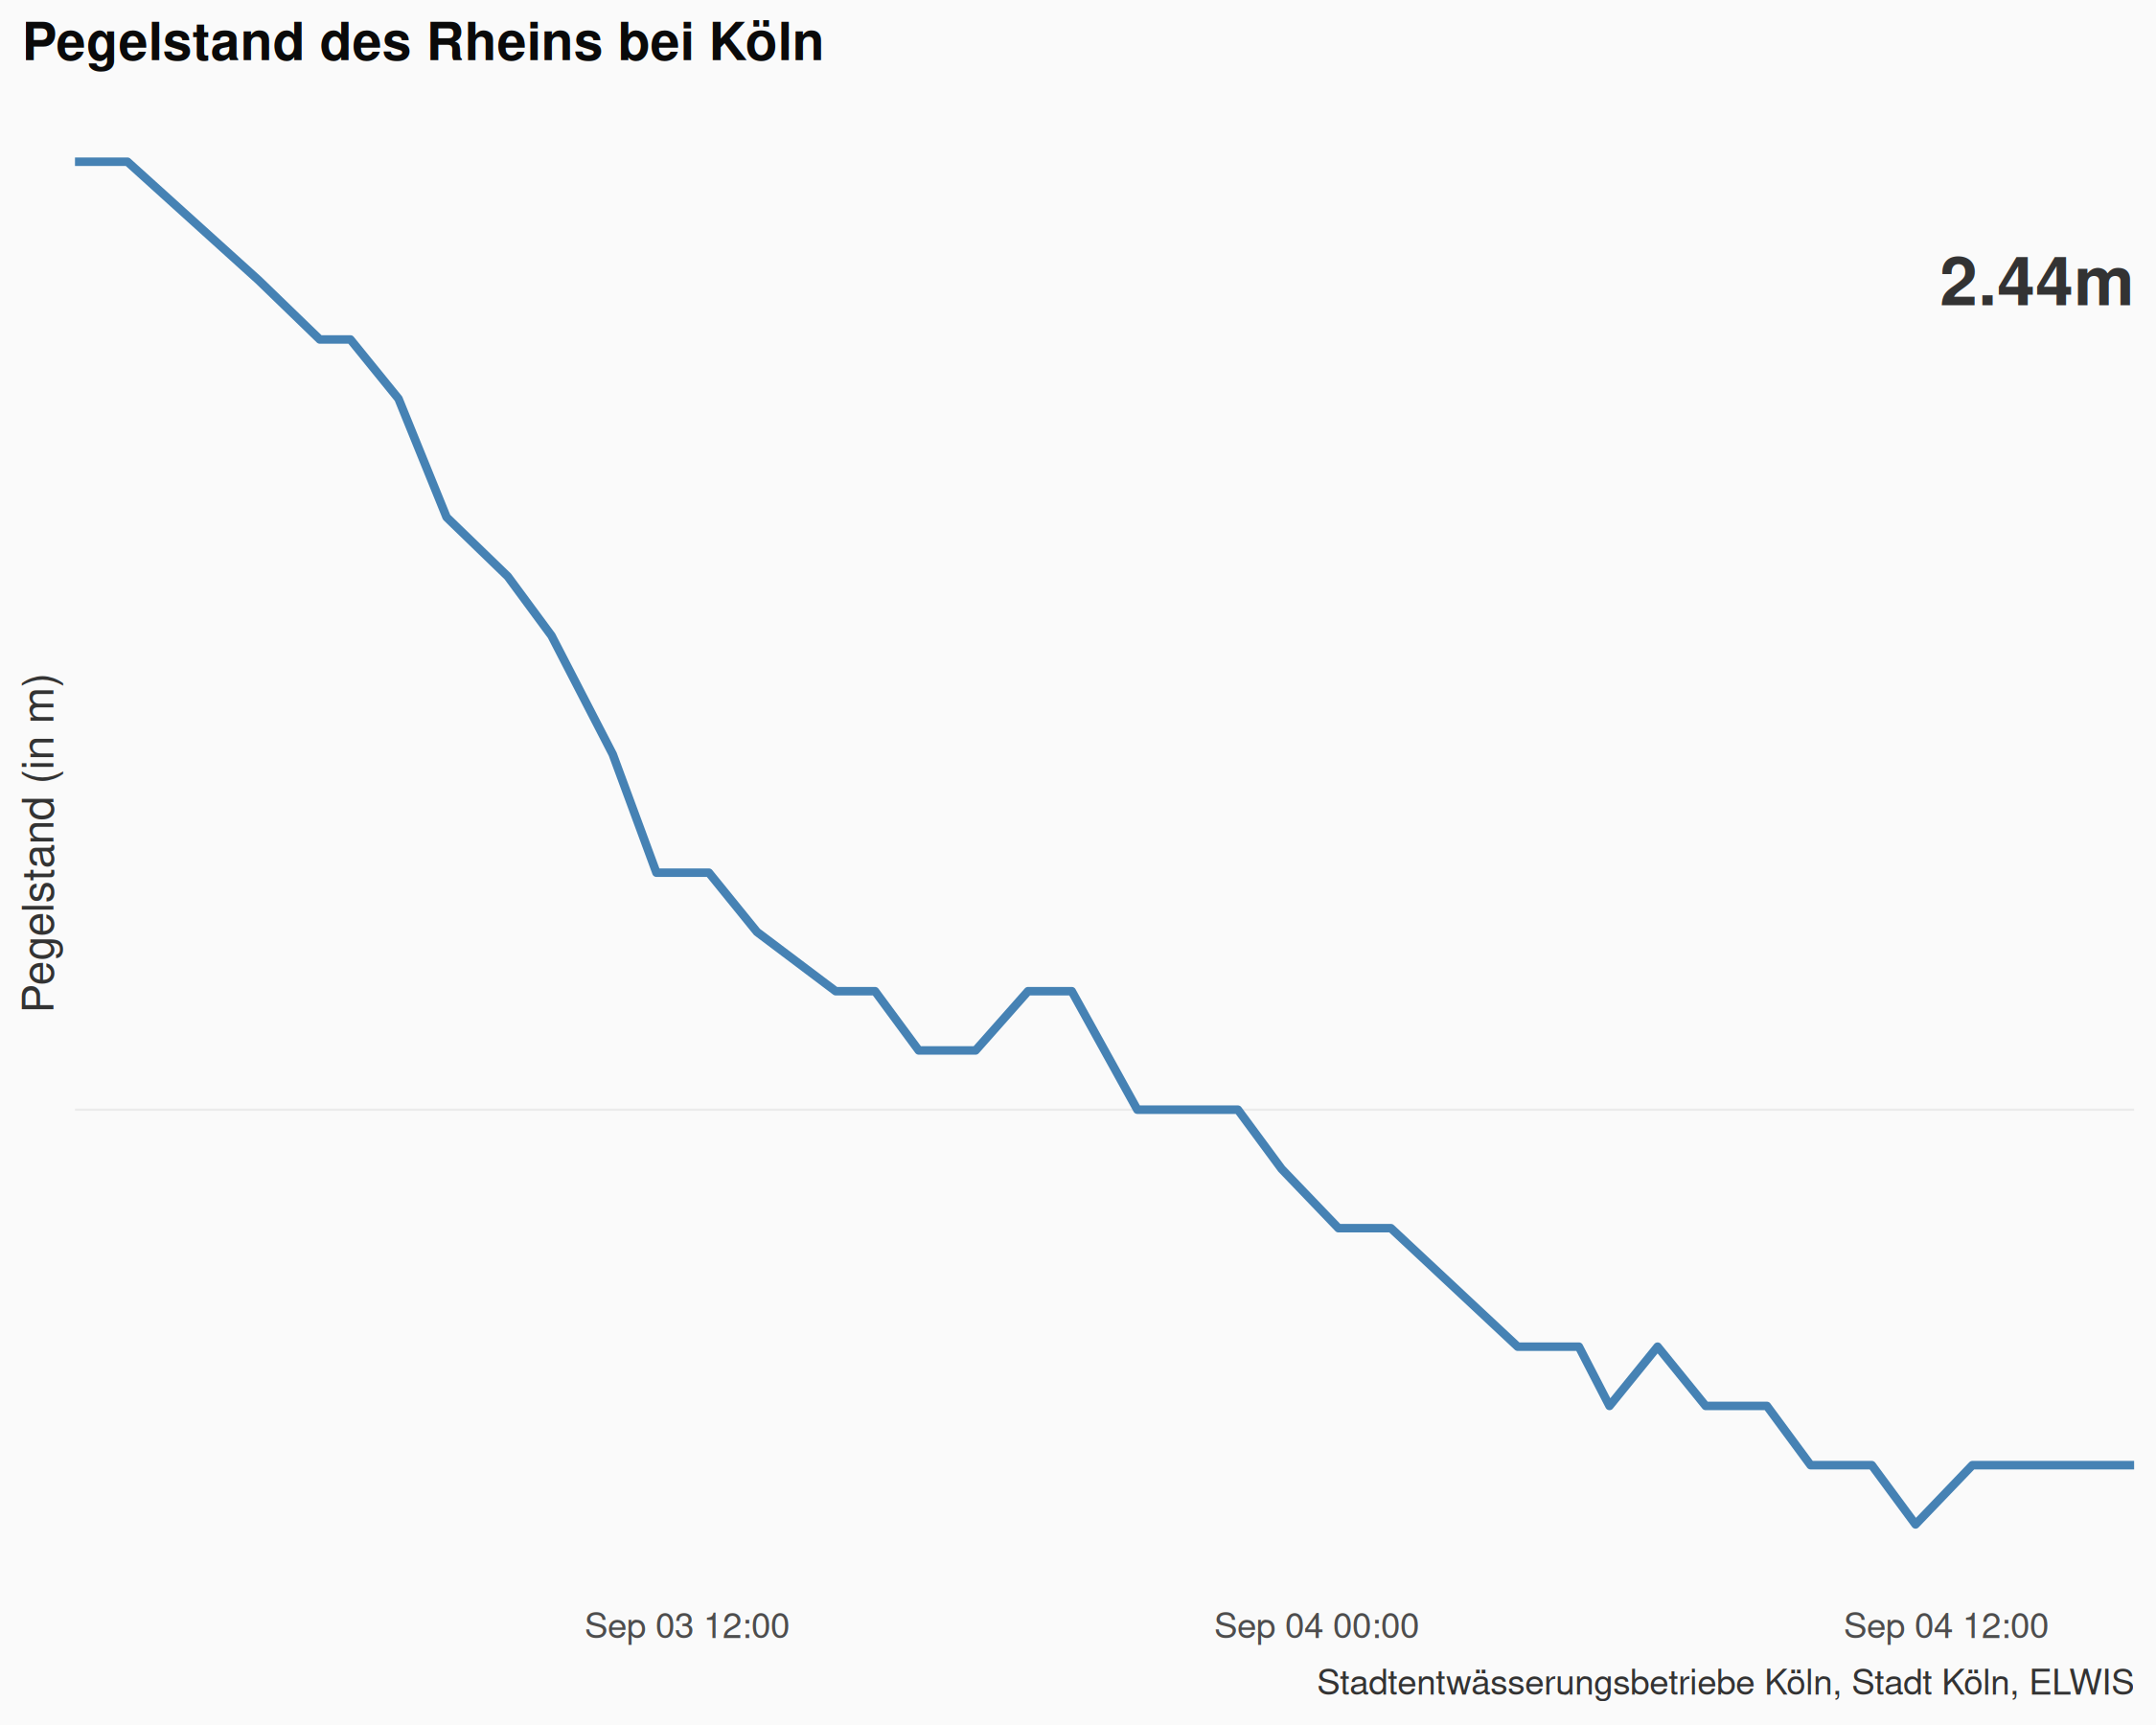 Pegelstand des Rheins bei Köln
2.44m
Pegelstand (in m)
Sep 03 12:00
Sep 04 00:00
Sep 04 12:00
Stadtentwässerungsbetriebe Köln, Stadt Köln, ELWIS